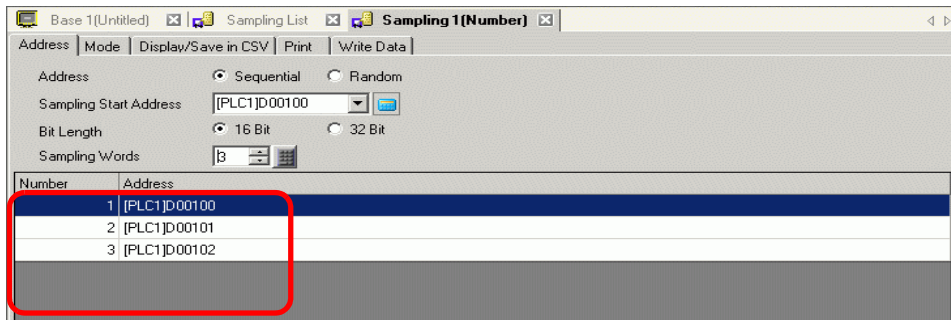 Base 1(Untitled) Sampling List Sampling 1(Number)
Address Mode Display/Save in CSV Print Write Data
Address Sequential Random
Sampling Start Address [PLC1]D00100
Bit Length 16 Bit 32 Bit
Sampling Words 3
Number Address
1 [PLC1]D00100
2 [PLC1]D00101
3 [PLC1]D00102